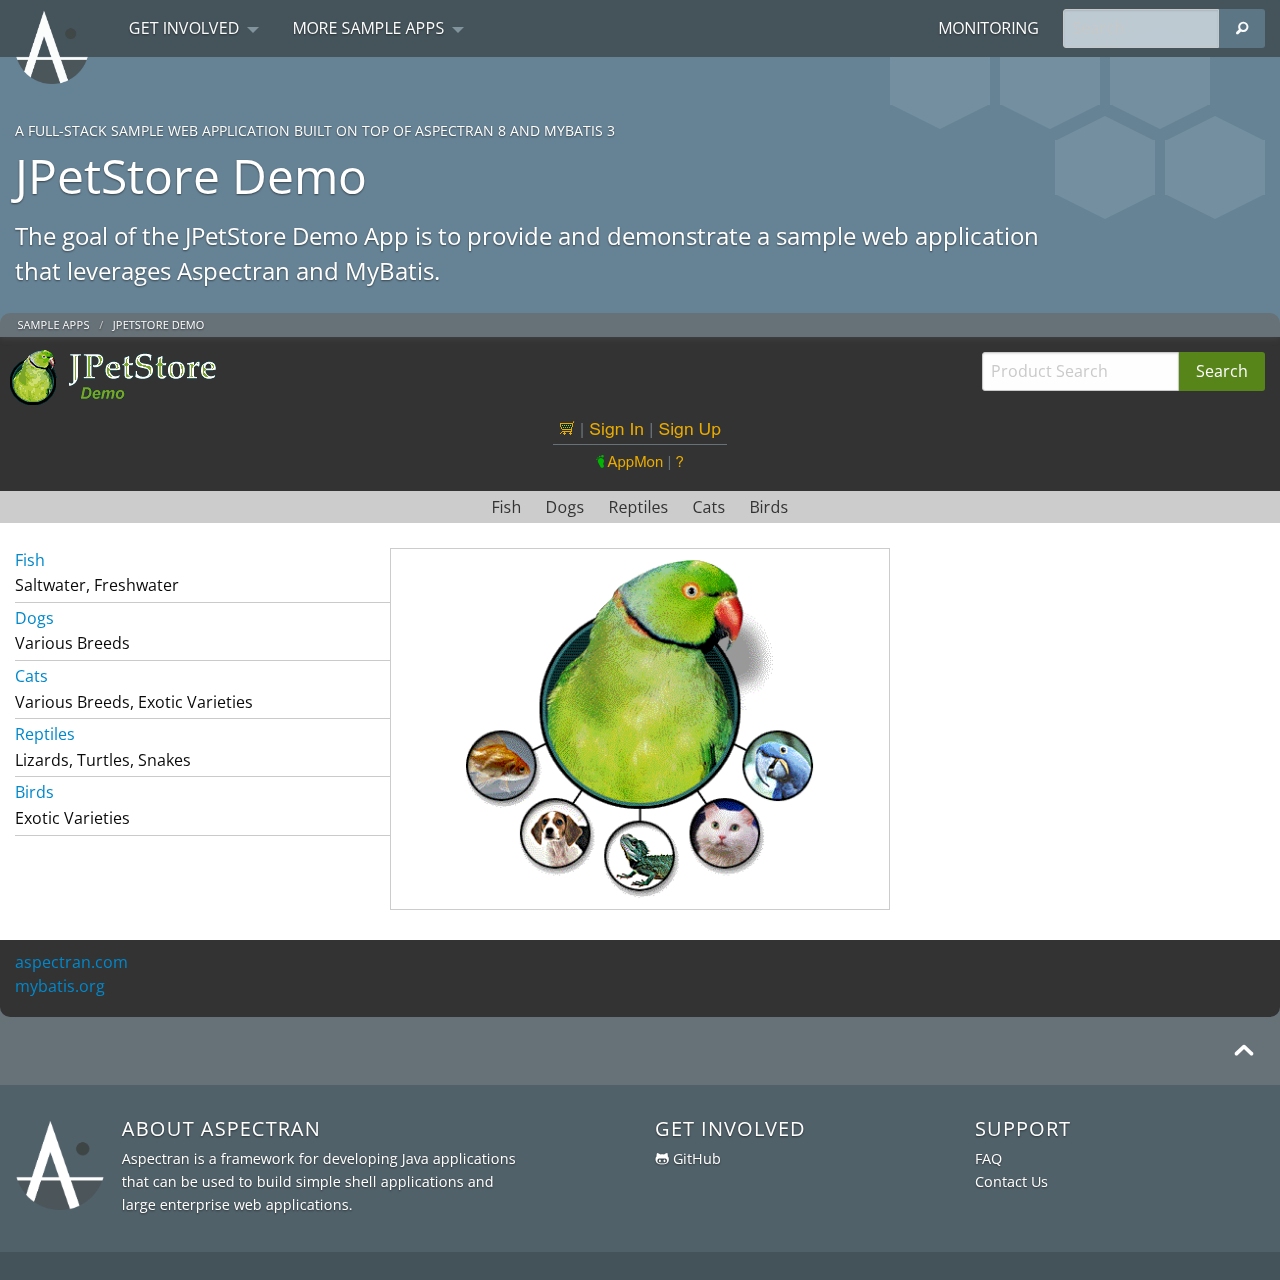 GET INVOLVED
MORE SAMPLE APPS
MONITORING
A FULL-STACK SAMPLE WEB APPLICATION BUILT ON TOP OF ASPECTRAN 8 AND MYBATIS 3
JPetStore Demo
The goal of the JPetStore Demo App is to provide and demonstrate a sample web application
that leverages Aspectran and MyBatis.
SAMPLE APPS / JPETSTORE DEMO
JPetStore
Demo
Product Search
Search
| Sign In | Sign Up
AppMon | ?
Fish Dogs Reptiles Cats Birds
Fish
Saltwater, Freshwater
Dogs
Various Breeds
Cats
Various Breeds, Exotic Varieties
Reptiles
Lizards, Turtles, Snakes
Birds
Exotic Varieties
aspectran.com
mybatis.org
ABOUT ASPECTRAN
Aspectran is a framework for developing Java applications
that can be used to build simple shell applications and
large enterprise web applications.
GET INVOLVED
GitHub
SUPPORT
FAQ
Contact Us